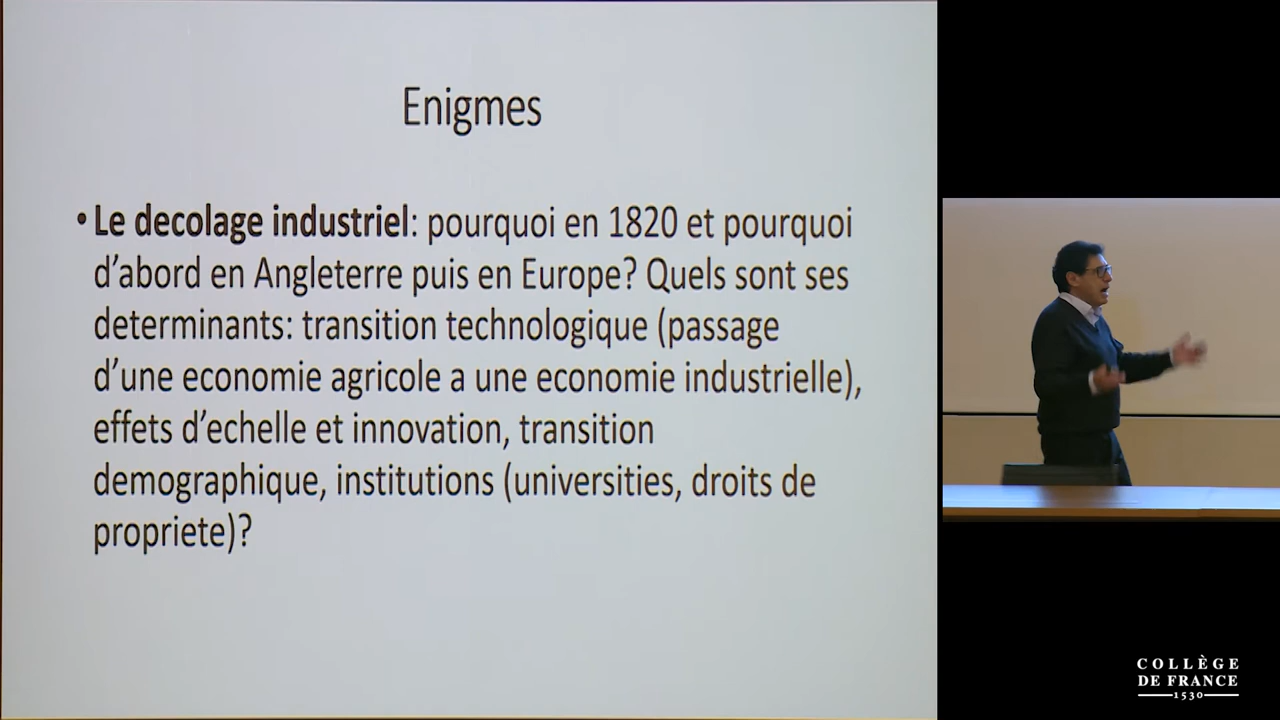 Enigmes
• Le decolage industriel: pourquoi en 1820 et pourquoi
d’abord en Angleterre puis en Europe? Quels sont ses
determinants: transition technologique (passage
d’une economie agricole a une economie industrielle),
effets d’echelle et innovation, transition
demographique, institutions (universities, droits de
propriete)?
COLLÈGE
DE FRANCE
1530